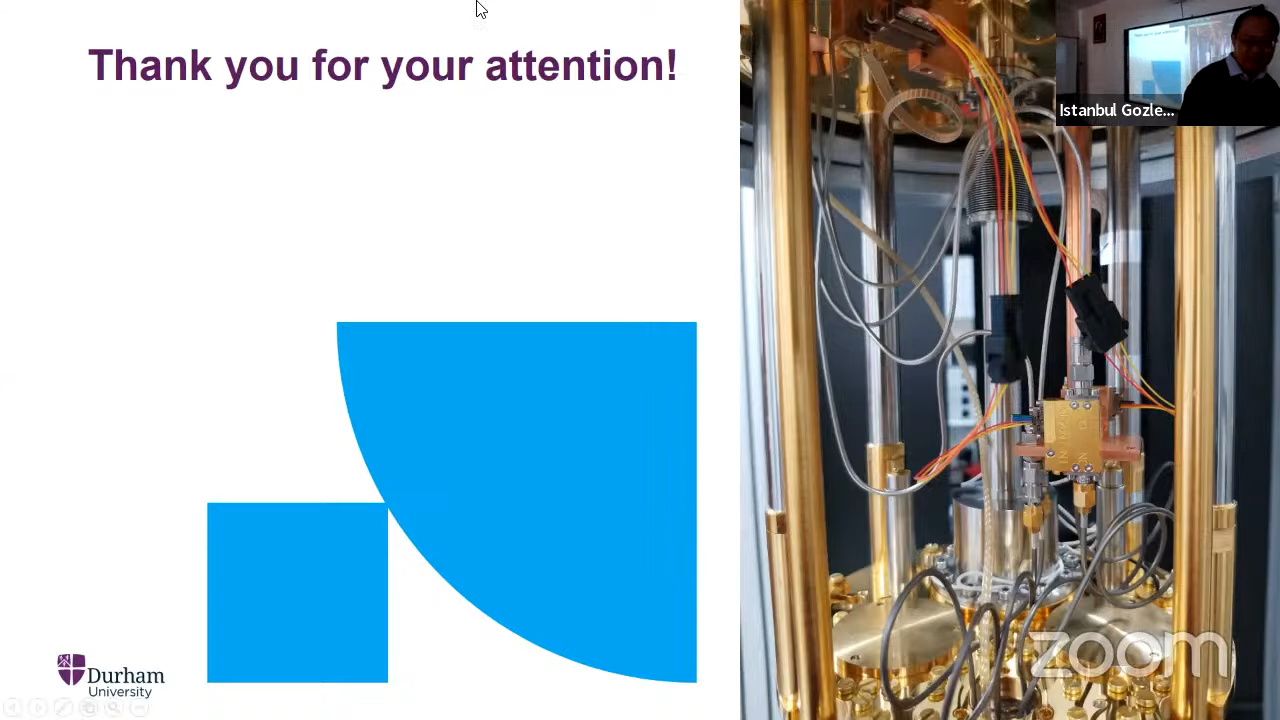 Thank you for your attention!
Istanbul Gozle...
Durham
University
zoom